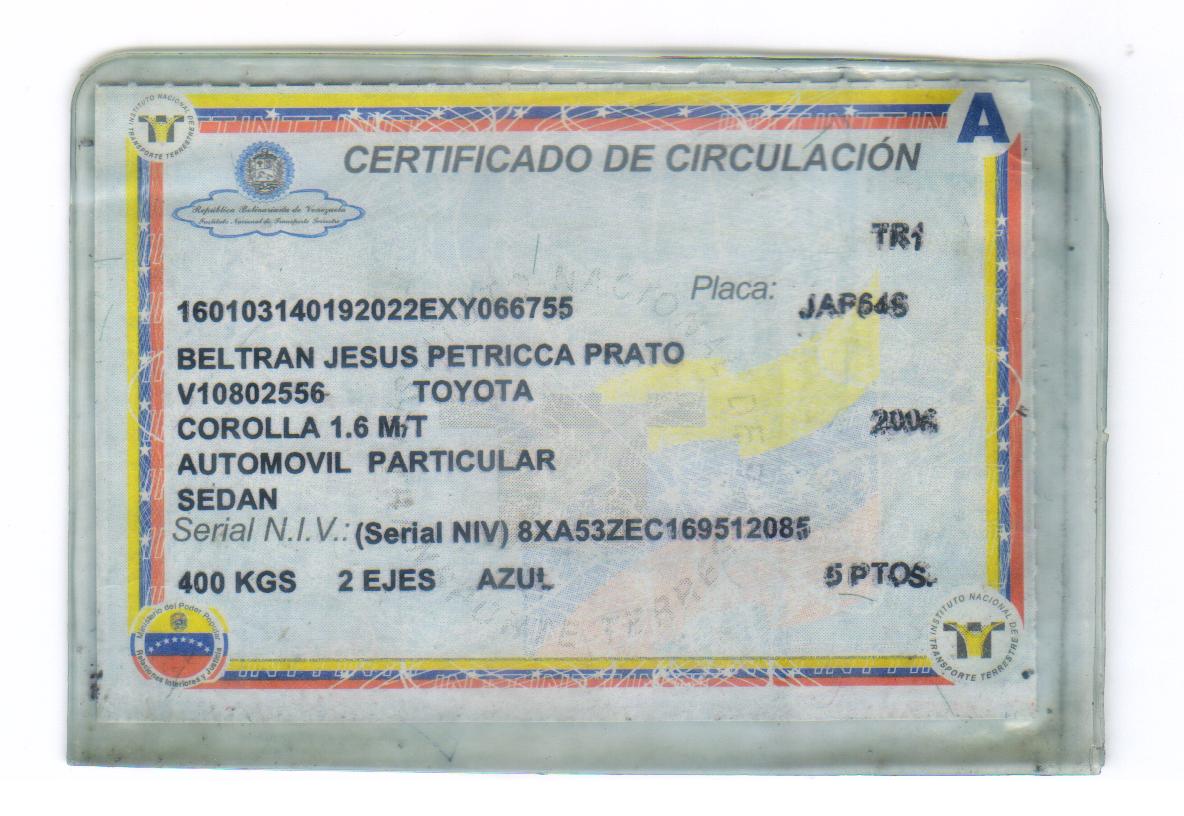 A
INSTITUTO NACIONAL DE TRANSPORTE TERRESTRE
CERTIFICADO DE CIRCULACIÓN
República Bolivariana de Venezuela
Instituto Nacional de Transporte Terrestre
TR1
160103140192022EXY066755 Placa: JAP64S
BELTRAN JESUS PETRICCA PRATO
V10802556 TOYOTA
COROLLA 1.6 M/T 2006
AUTOMOVIL PARTICULAR
SEDAN
Serial N.I.V.: (Serial NIV) 8XA53ZEC169512085
400 KGS 2 EJES AZUL 5 PTOS.
Ministerio del Poder Popular
Relaciones Interiores y Justicia
INSTITUTO NACIONAL DE TRANSPORTE TERRESTRE